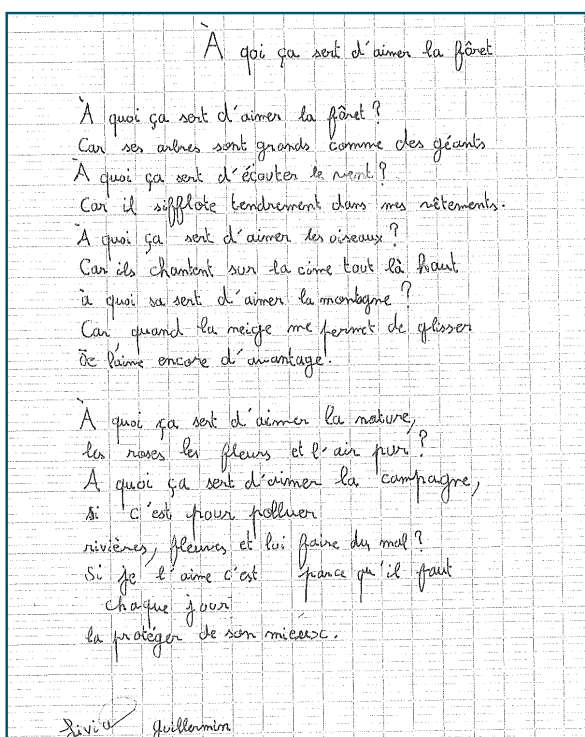 À qoi ça sert d'aimer la fôret
À quoi ça sert d'aimer la fôret ?
Car ses arbres sont grands comme des géants
À quoi ça sert d'écouter le vent ?
Car il sifflote tendrement dans mes vêtements.
À quoi ça sert d'aimer les oiseaux ?
Car ils chantent sur la cime tout là haut
à quoi sa sert d'aimer la montagne ?
Car quand la neige me permet de glisser
Je l'aime encore d'avantage.
À quoi ça sert d'aimer la nature,
les roses les fleurs et l'air pur ?
À quoi ça sert d'aimer la campagne,
si c'est pour polluer
rivières, fleuves et lui faire du mal ?
Si je l'aime c'est parce qu'il faut
chaque jour
la protéger de son mieux.
Livia Guillermin